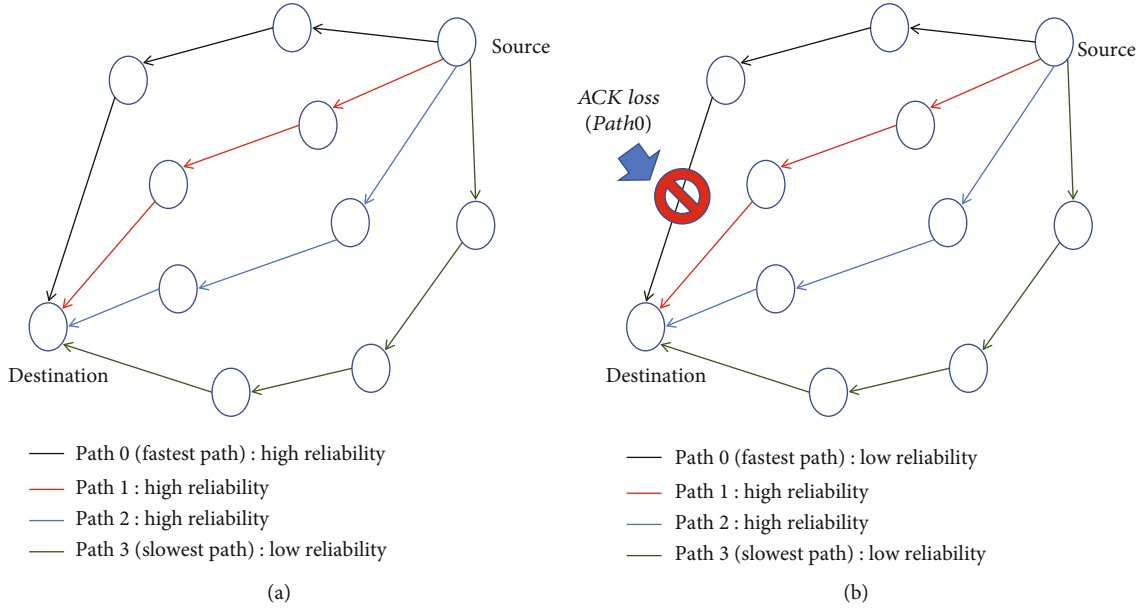 Source
Destination
Path 0 (fastest path) : high reliability
Path 1 : high reliability
Path 2 : high reliability
Path 3 (slowest path) : low reliability
(a)
Source
ACK loss
(Path0)
Destination
Path 0 (fastest path) : low reliability
Path 1 : high reliability
Path 2 : high reliability
Path 3 (slowest path) : low reliability
(b)